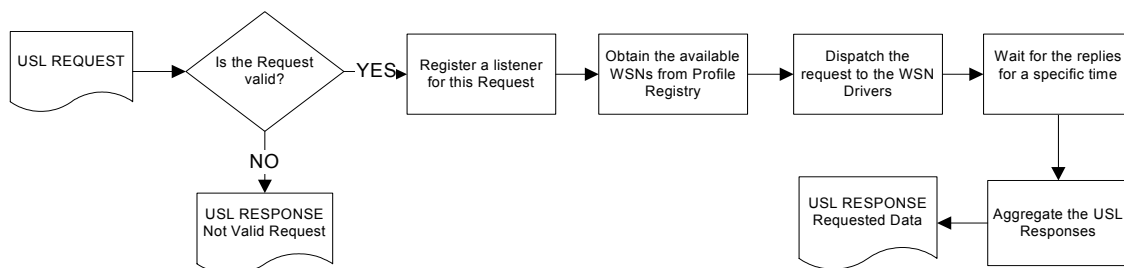 USL REQUEST
Is the Request
valid?
YES
Register a listener
for this Request
Obtain the available
WSNs from Profile
Registry
Dispatch the
request to the WSN
Drivers
Wait for the replies
for a specific time
NO
USL RESPONSE
Not Valid Request
USL RESPONSE
Requested Data
Aggregate the USL
Responses